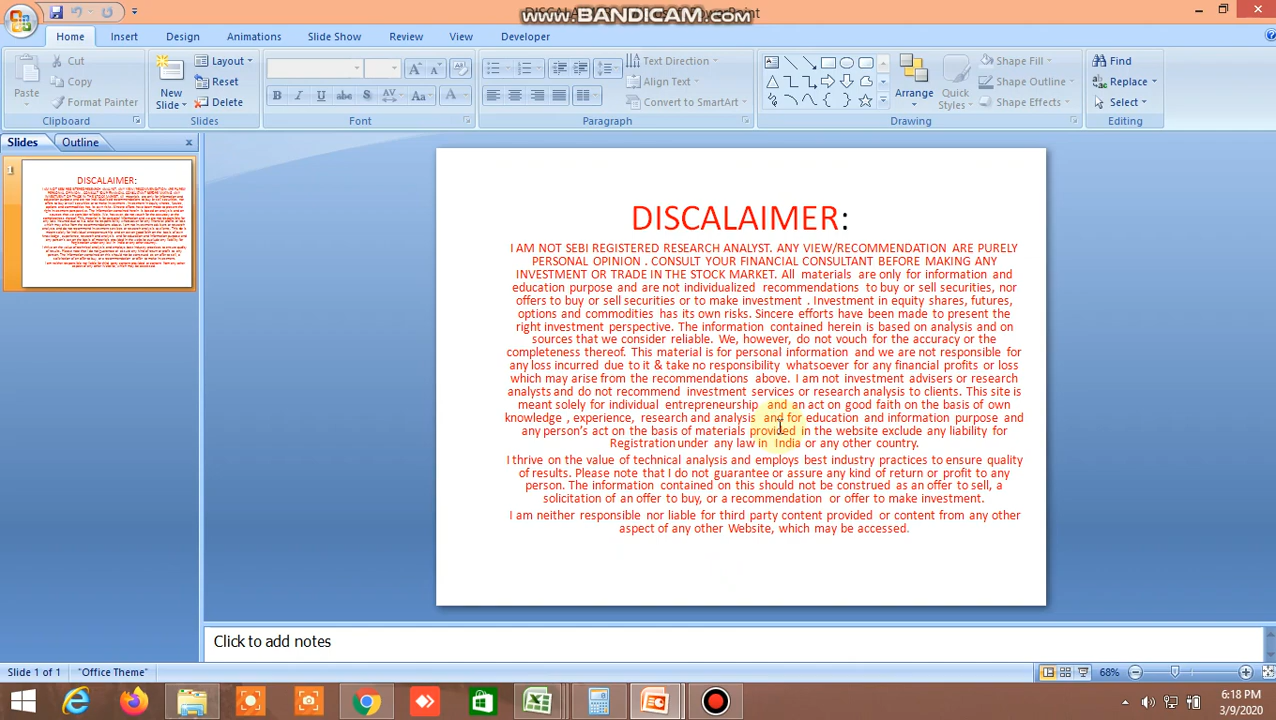 DISCALAIMER - Microsoft PowerPoint
www.BANDICAM.com
Home Insert Design Slide Show Animations Review View Developer
Paste
Cut
Copy
Format Painter
Clipboard
New Slide
Layout
Reset
Delete
Slides
B I U abc S AV Aa A
Font
Text Direction
Align Text
Convert to SmartArt
Paragraph
Arrange
Quick Styles
Shape Fill
Shape Outline
Shape Effects
Drawing
Find
Replace
Select
Editing
Slides Outline
1
DISCALAIMER:
I AM NOT SEBI REGISTERED RESEARCH ANALYST. ANY VIEW/RECOMMENDATION ARE PURELY
PERSONAL OPINION . CONSULT YOUR FINANCIAL CONSULTANT BEFORE MAKING ANY
INVESTMENT OR TRADE IN THE STOCK MARKET. All materials are only for information and
education purpose and are not individualized recommendations to buy or sell securities, nor
offers to buy or sell securities or to make investment . Investment in equity shares, futures,
options and commodities has its own risks. Sincere efforts have been made to present the
right investment perspective. The information contained herein is based on analysis and on
sources that we consider reliable. We, however, do not vouch for the accuracy or the
completeness thereof. This material is for personal information and we are not responsible for
any loss incurred due to it & take no responsibility whatsoever for any financial profits or loss
which may arise from the recommendations above. I am not investment advisers or research
analysts and do not recommend investment services or research analysis to clients. This site is
meant solely for individual entrepreneurship and an act on good faith on the basis of own
knowledge , experience, research and analysis and for education and information purpose and
any person's act on the basis of materials provided in the website exclude any liability for
Registration under any law in India or any other country.
I thrive on the value of technical analysis and employs best industry practices to ensure quality
of results. Please note that I do not guarantee or assure any kind of return or profit to any
person. The information contained on this should not be construed as an offer to sell, a
solicitation of an offer to buy, or a recommendation or offer to make investment.
I am neither responsible nor liable for third party content provided or content from any other
aspect of any other Website, which may be accessed.
Click to add notes
Slide 1 of 1 "Office Theme" 68%
6:18 PM
3/9/2020